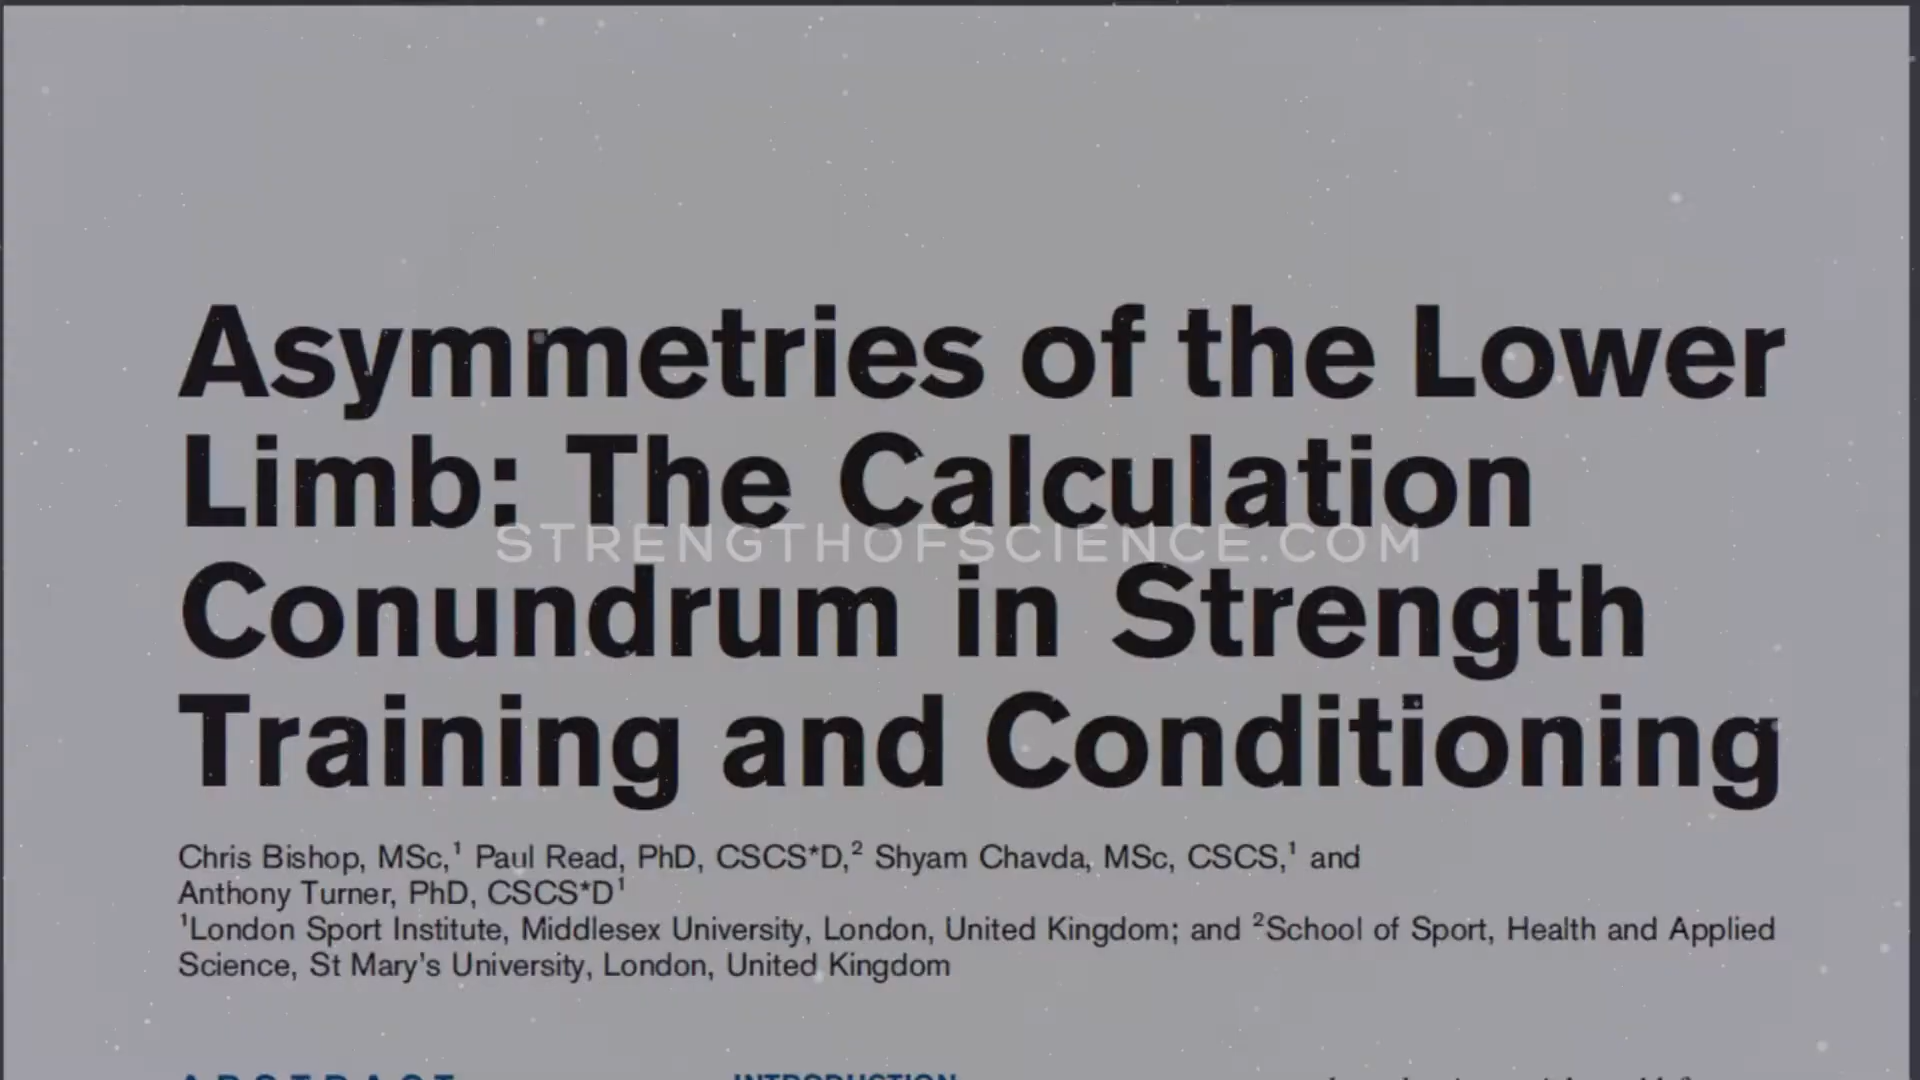 Asymmetries of the Lower
Limb: The Calculation
STRENGTHOFSCIENCE.COM
Conundrum in Strength
Training and Conditioning
Chris Bishop, MSc,¹ Paul Read, PhD, CSCS*D,² Shyam Chavda, MSc, CSCS,¹ and
Anthony Turner, PhD, CSCS*D¹
¹London Sport Institute, Middlesex University, London, United Kingdom; and ²School of Sport, Health and Applied
Science, St Mary's University, London, United Kingdom
ABSTRACT
INTRODUCTION